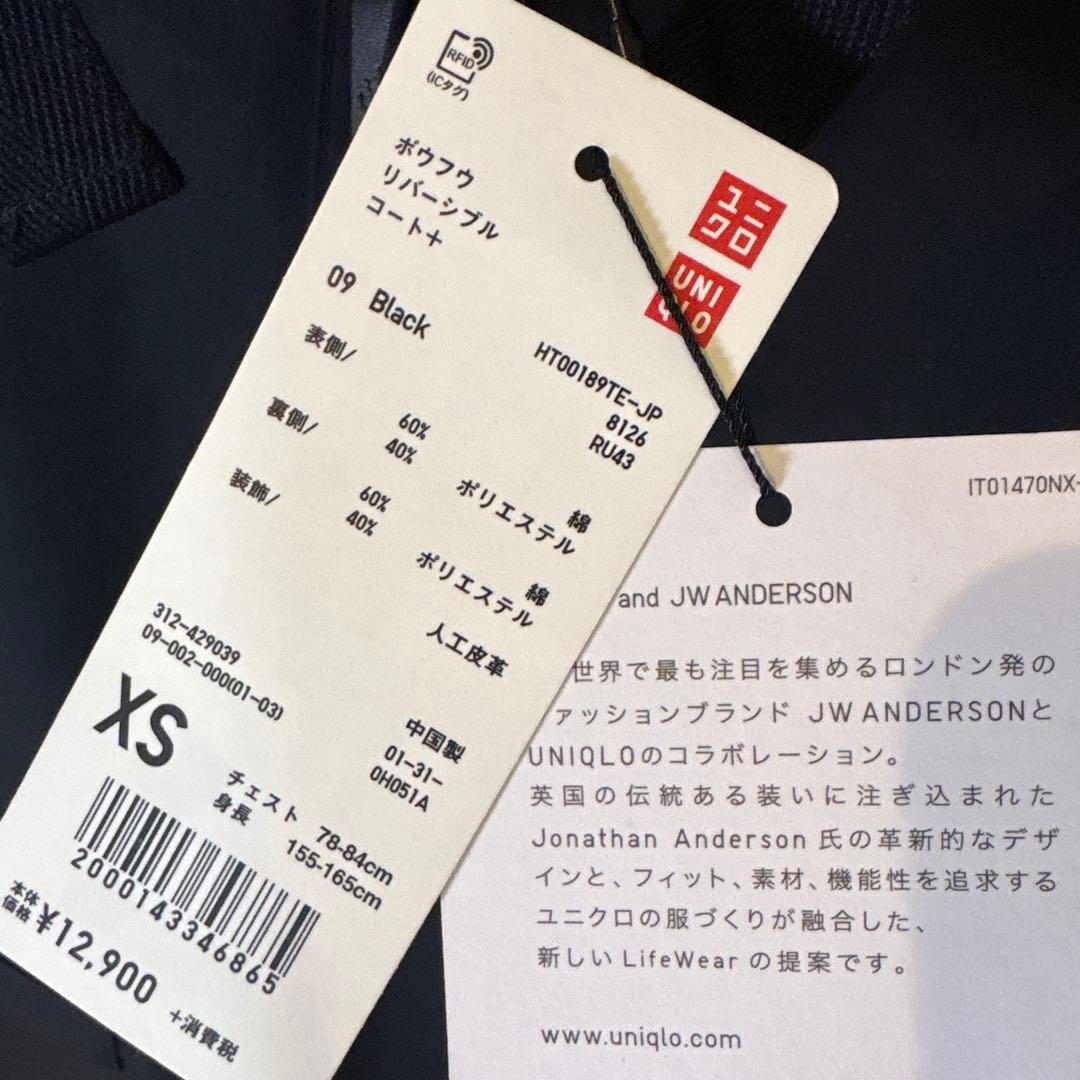 RFID
(ICタグ)
ボウフウ
リバーシブル
コート+
ユニ
クロ
UNI
QLO
09 Black
HT00189TE-JP
8126
RU43
表側/
60% 綿
40% ポリエステル
裏側/
60% 綿
40% ポリエステル
装飾/
人工皮革
312-429039
09-002-000(01-03)
XS
中国製
01-31-
0H051A
チェスト 78-84cm
身長 155-165cm
2000143346865
本体
価格 ¥12,900
+消費税
IT01470NX-
and JW ANDERSON
世界で最も注目を集めるロンドン発の
ァッションブランド JW ANDERSONと
UNIQLOのコラボレーション。
英国の伝統ある装いに注ぎ込まれた
Jonathan Anderson 氏の革新的なデザ
インと、フィット、素材、機能性を追求する
ユニクロの服づくりが融合した、
新しい LifeWear の提案です。
www.uniqlo.com